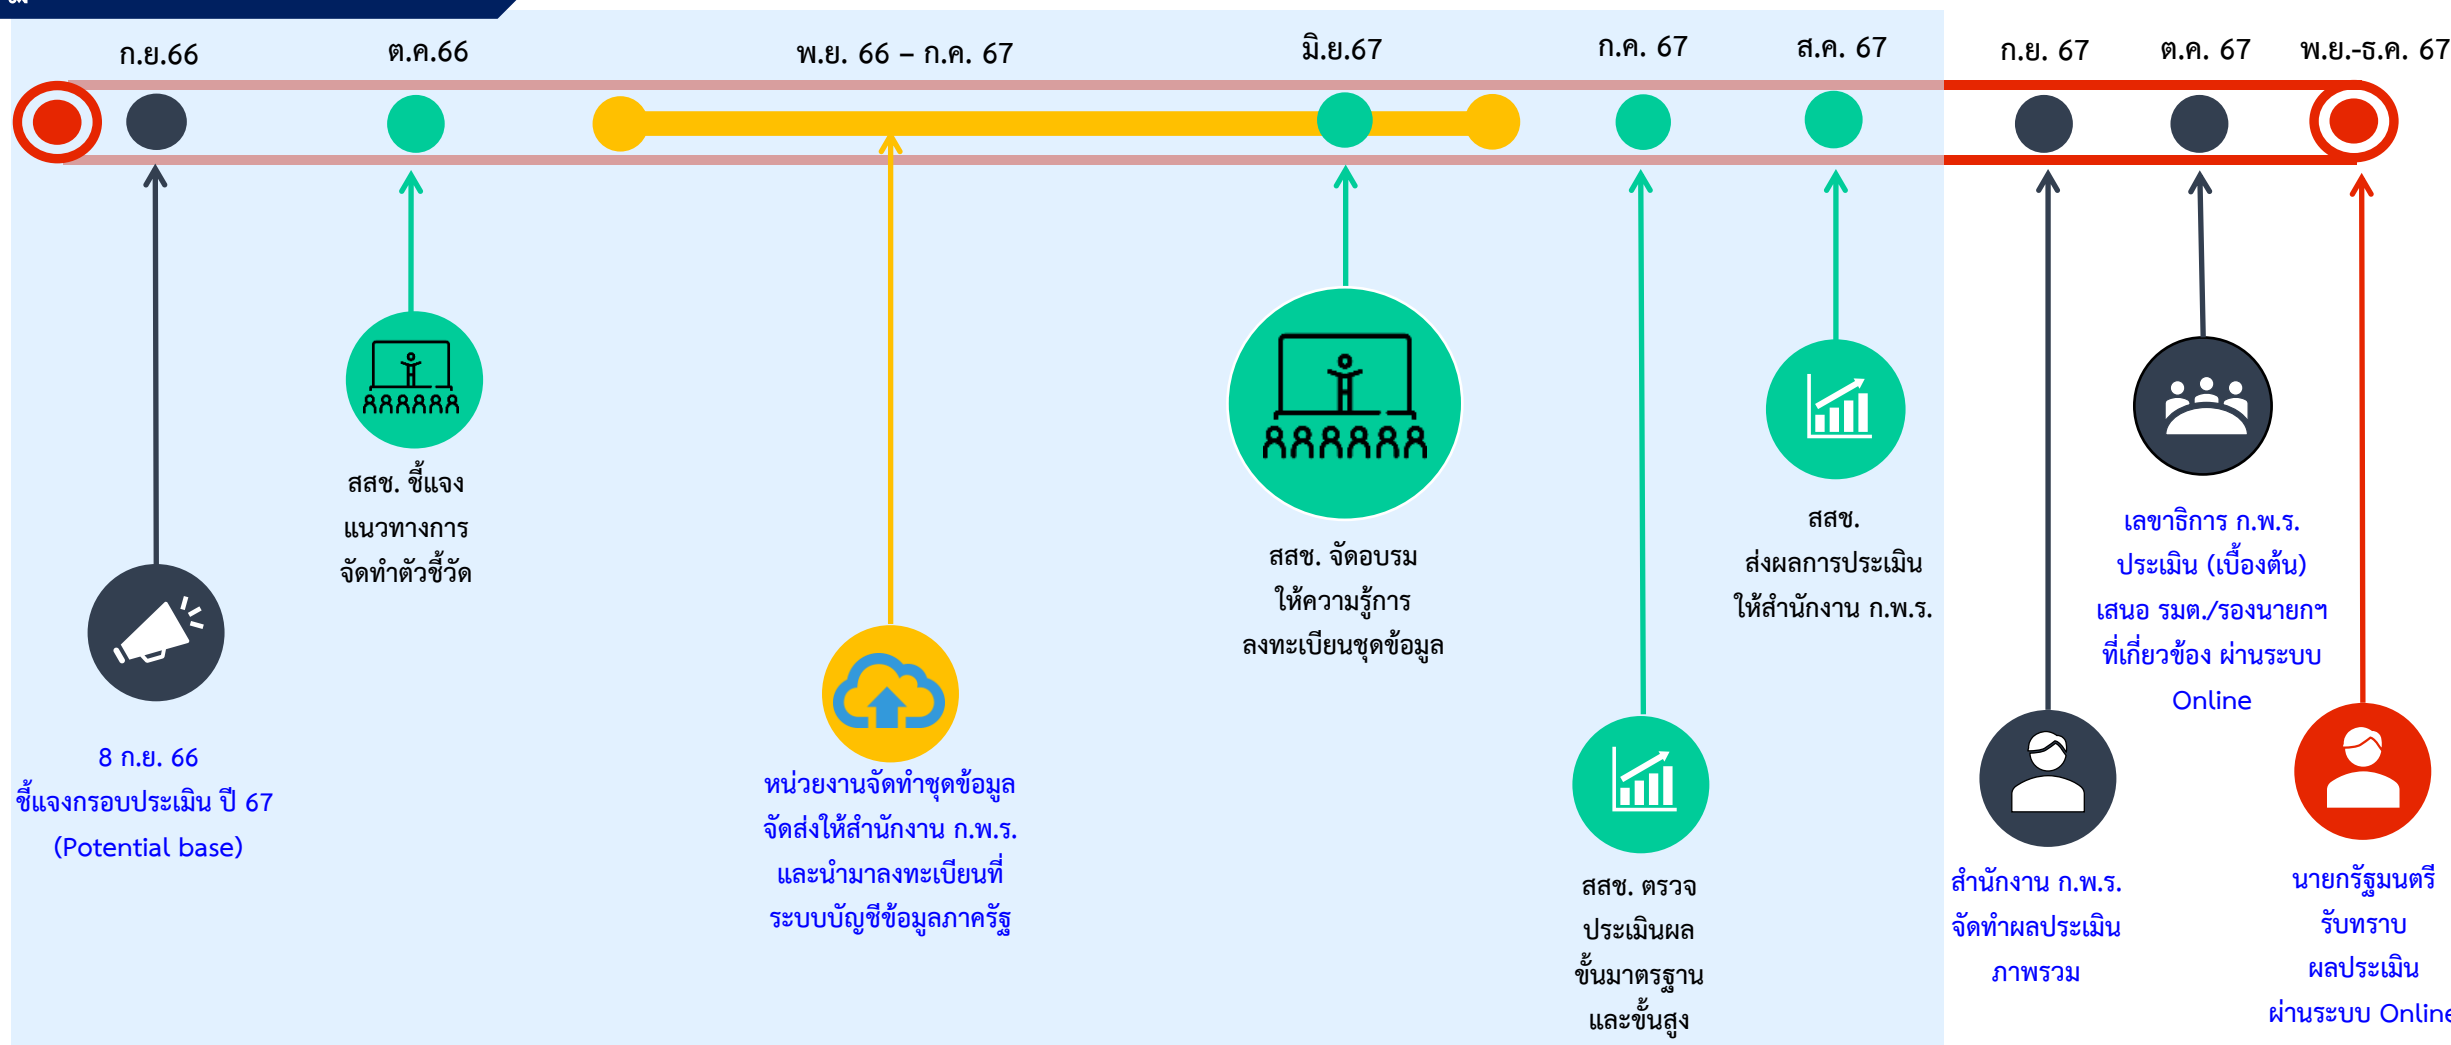 ก.ย.66
ต.ค.66
พ.ย. 66 – ก.ค. 67
มิ.ย.67
ก.ค. 67
ส.ค. 67
ก.ย. 67
ต.ค. 67
พ.ย.-ธ.ค. 67
8 ก.ย. 66
ชี้แจงกรอบประเมิน ปี 67
(Potential base)
สสช. ชี้แจง
แนวทางการ
จัดทำตัวชี้วัด
หน่วยงานจัดทำชุดข้อมูล
จัดส่งให้สำนักงาน ก.พ.ร.
และนำมาลงทะเบียนที่
ระบบบัญชีข้อมูลภาครัฐ
สสช. จัดอบรม
ให้ความรู้การ
ลงทะเบียนชุดข้อมูล
สสช. ตรวจ
ประเมินผล
ขั้นมาตรฐาน
และขั้นสูง
สสช.
ส่งผลการประเมิน
ให้สำนักงาน ก.พ.ร.
สำนักงาน ก.พ.ร.
จัดทำผลประเมิน
ภาพรวม
เลขาธิการ ก.พ.ร.
ประเมิน (เบื้องต้น)
เสนอ รมต./รองนายกฯ
ที่เกี่ยวข้อง ผ่านระบบ
Online
นายกรัฐมนตรี
รับทราบ
ผลประเมิน
ผ่านระบบ Online